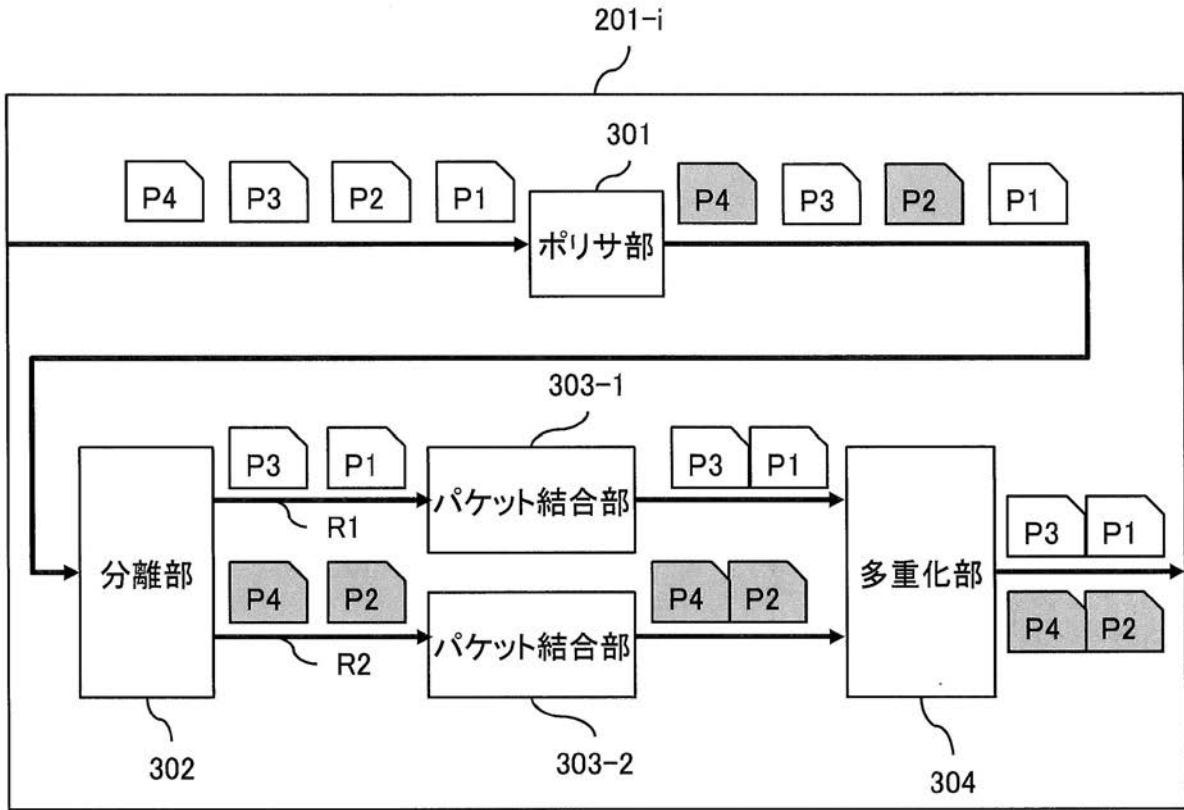 201-i
301
P4 P3 P2 P1
P4 P3 P2 P1
ポリサ部
303-1
P3 P1
パケット結合部
P3 P1
R1
P3 P1
分離部
多重化部
P4 P2
パケット結合部
P4 P2
P4 P2
R2
302
303-2
304